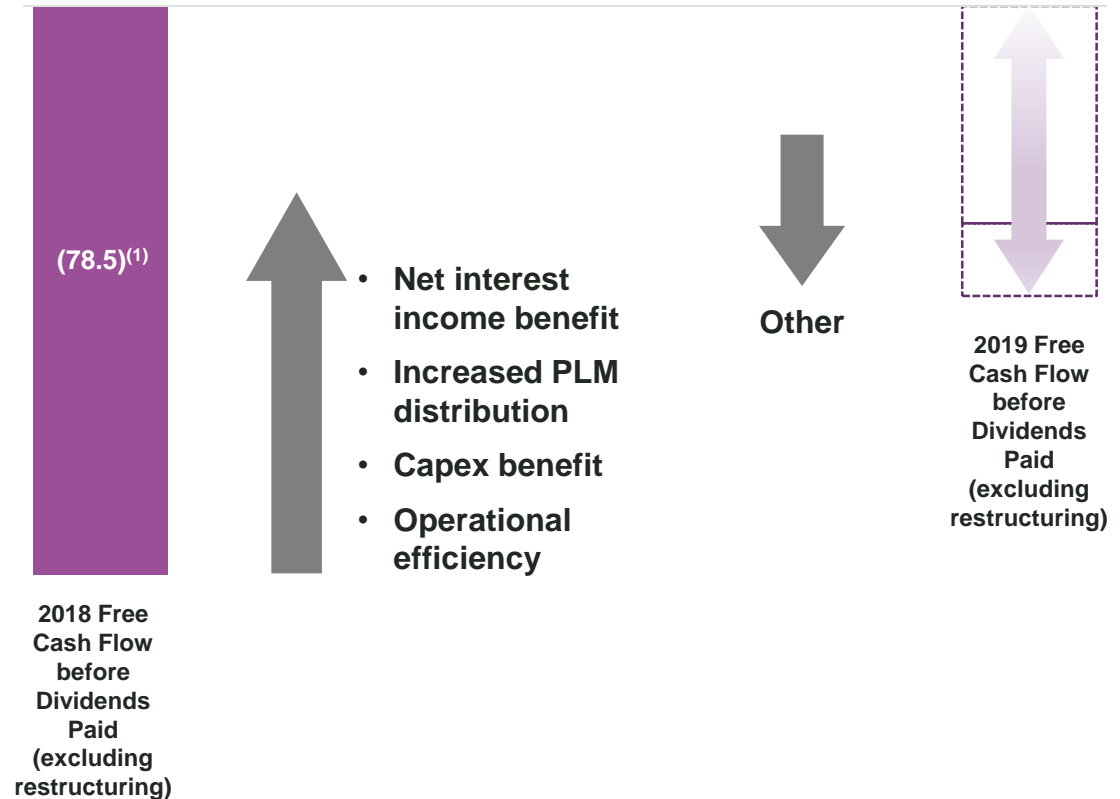 (78.5)(1)
2018 Free
Cash Flow
before
Dividends
Paid
(excluding
restructuring)
• Net interest
income benefit
• Increased PLM
distribution
• Capex benefit
• Operational
efficiency
Other
2019 Free
Cash Flow
before
Dividends
Paid
(excluding
restructuring)